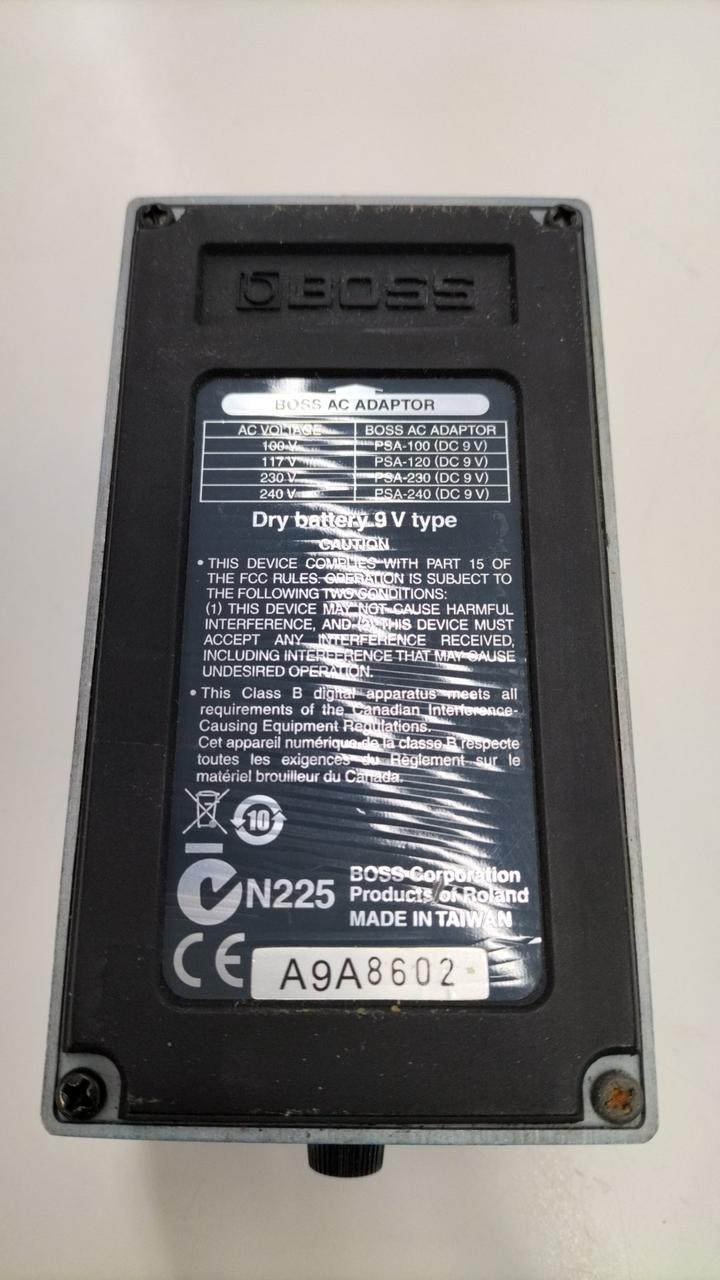 BOSS
BOSS AC ADAPTOR
AC VOLTAGE BOSS AC ADAPTOR
100 V PSA-100 (DC 9 V)
117 V PSA-120 (DC 9 V)
230 V PSA-230 (DC 9 V)
240 V PSA-240 (DC 9 V)
Dry battery 9 V type
CAUTION
• THIS DEVICE COMPLIES WITH PART 15 OF
THE FCC RULES. OPERATION IS SUBJECT TO
THE FOLLOWING TWO CONDITIONS:
(1) THIS DEVICE MAY NOT CAUSE HARMFUL
INTERFERENCE, AND (2) THIS DEVICE MUST
ACCEPT ANY INTERFERENCE RECEIVED,
INCLUDING INTERFERENCE THAT MAY CAUSE
UNDESIRED OPERATION.
• This Class B digital apparatus meets all
requirements of the Canadian Interference-
Causing Equipment Regulations.
Cet appareil numérique de la classe B respecte
toutes les exigences du Règlement sur le
matériel brouilleur du Canada.
10
N225
BOSS Corporation
Products of Roland
MADE IN TAIWAN
CE
A9A8602